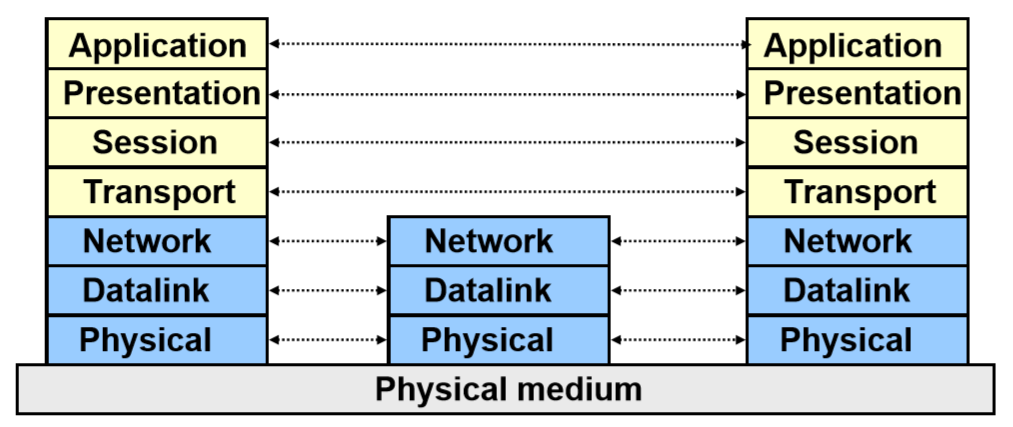 Application Application
Presentation Presentation
Session Session
Transport Transport
Network Network Network
Datalink Datalink Datalink
Physical Physical Physical
Physical medium